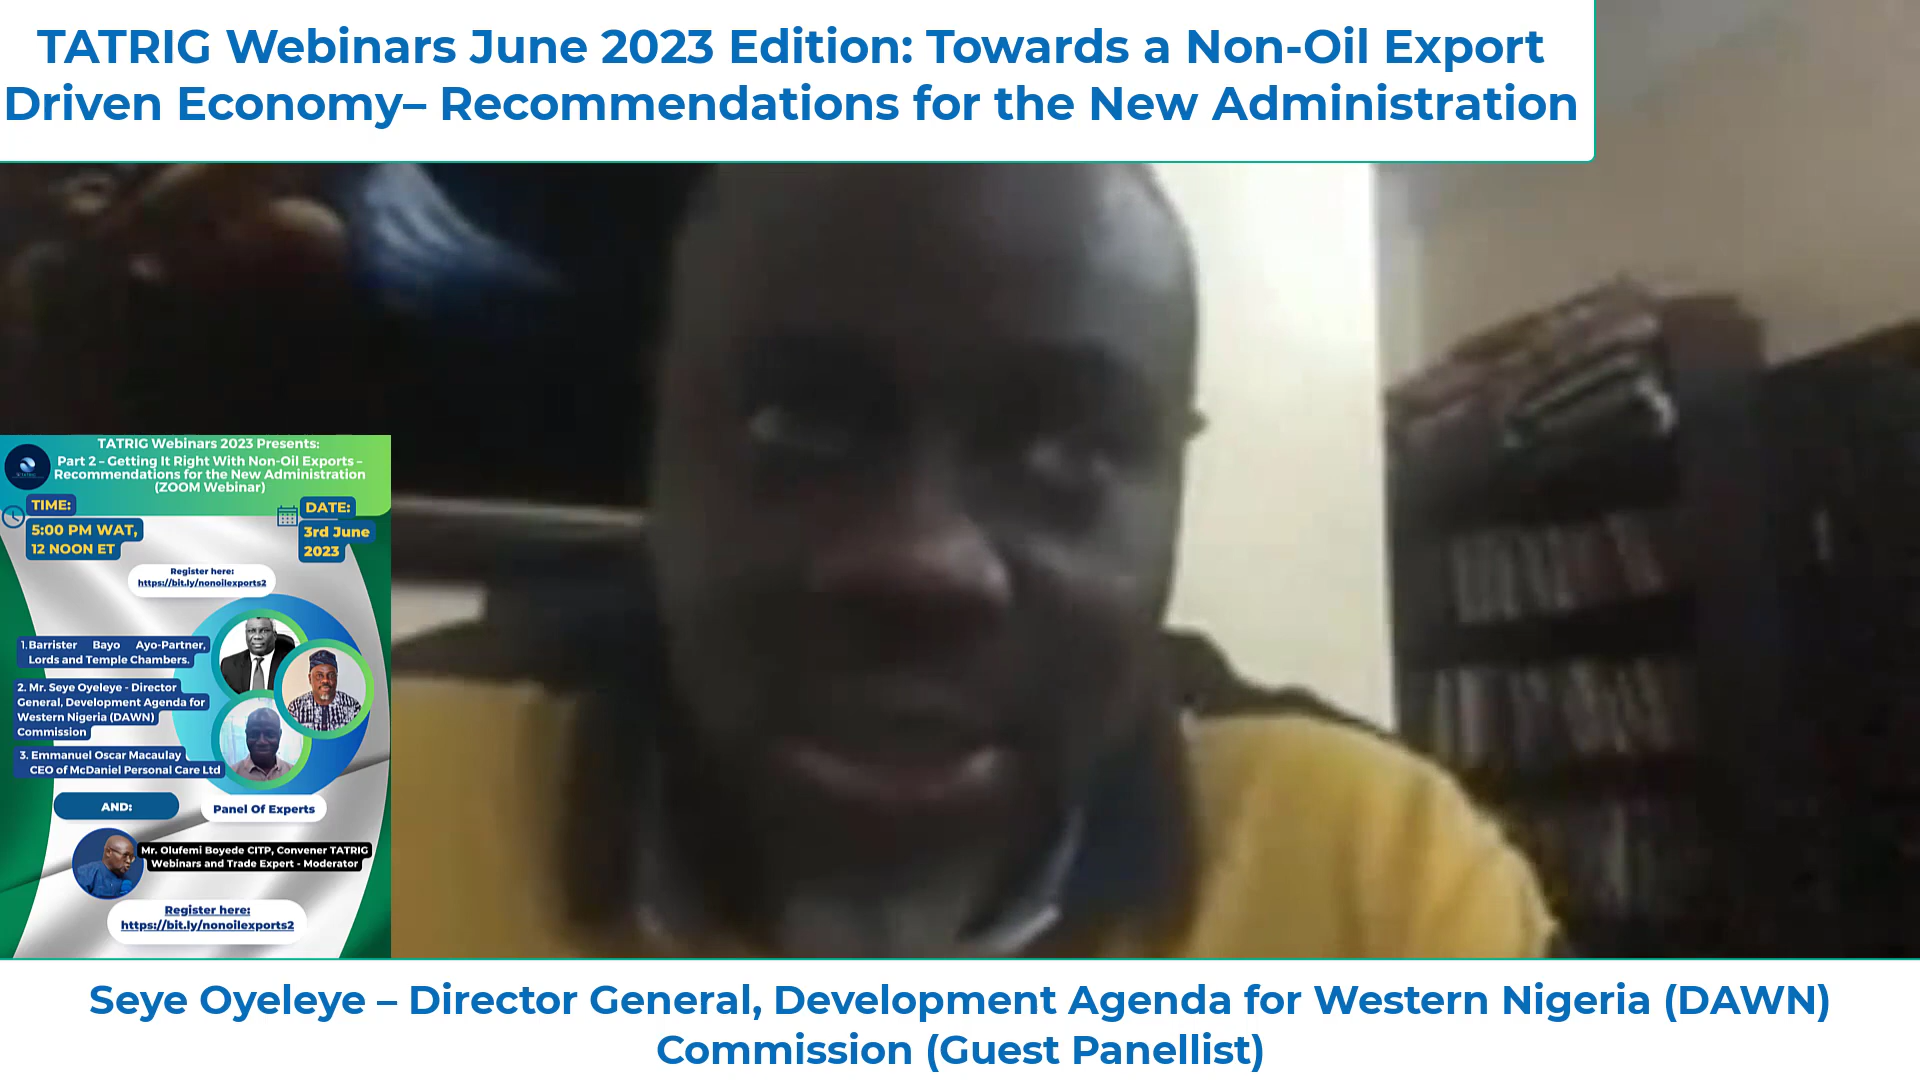 TATRIG Webinars June 2023 Edition: Towards a Non-Oil Export
Driven Economy– Recommendations for the New Administration
TATRIG Webinars 2023 Presents:
Part 2 – Getting It Right With Non-Oil Exports –
Recommendations for the New Administration
(ZOOM Webinar)
TIME:
5:00 PM WAT,
12 NOON ET
DATE:
3rd June
2023
Register here:
https://bit.ly/nonoilexports2
1.Barrister Bayo Ayo-Partner,
Lords and Temple Chambers.
2. Mr. Seye Oyeleye - Director
General, Development Agenda for
Western Nigeria (DAWN)
Commission
3. Emmanuel Oscar Macaulay
CEO of McDaniel Personal Care Ltd
AND:
Panel Of Experts
Mr. Olufemi Boyede CITP, Convener TATRIG
Webinars and Trade Expert - Moderator
Register here:
https://bit.ly/nonoilexports2
Seye Oyeleye – Director General, Development Agenda for Western Nigeria (DAWN)
Commission (Guest Panellist)